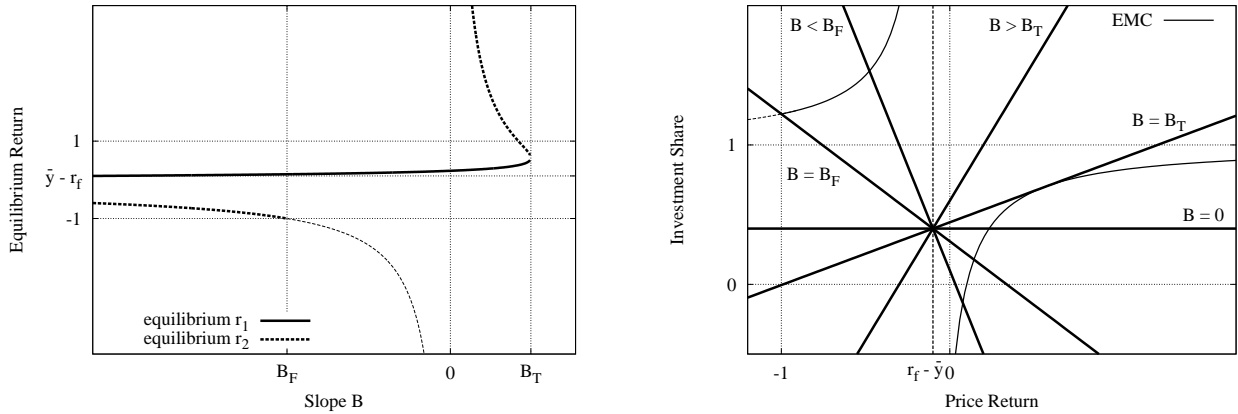 Equilibrium Return
1
ȳ - r_f
-1
equilibrium r_1
equilibrium r_2
B_F
0
B_T
Slope B
Investment Share
1
0
B < B_F
B > B_T
EMC
B = B_T
B = B_F
B = 0
-1
r_f - ȳ
0
Price Return